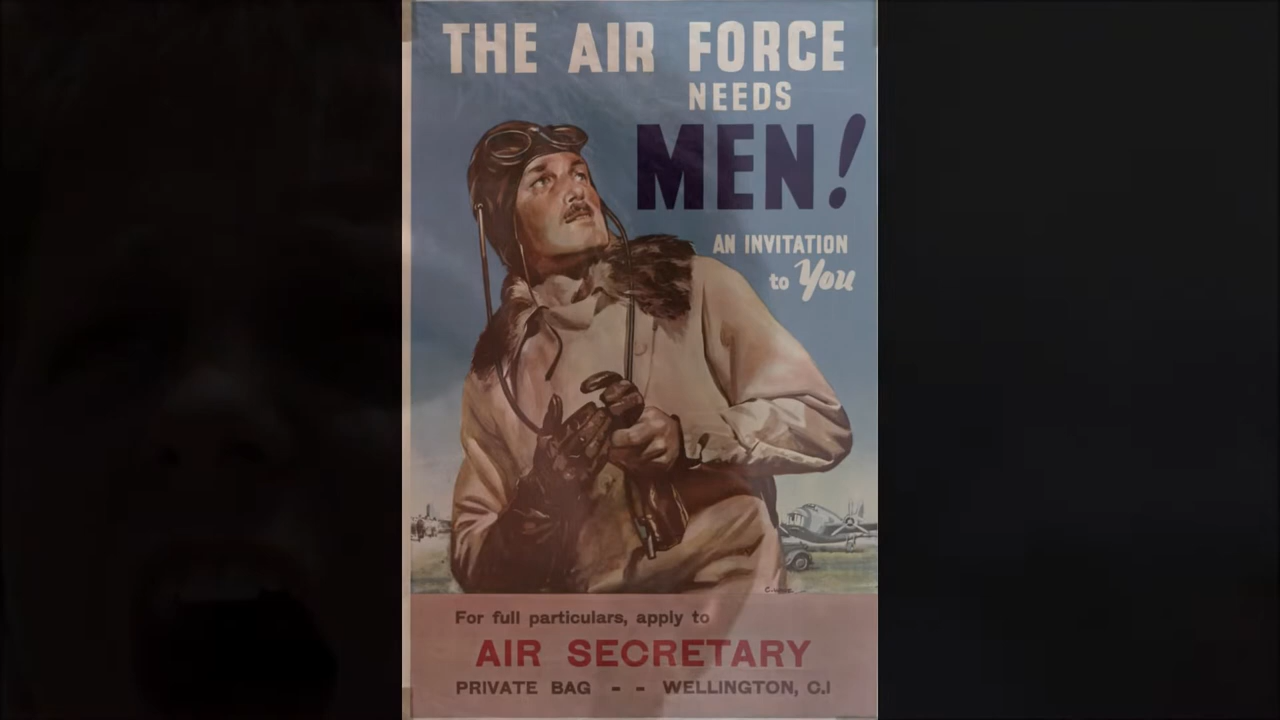 THE AIR FORCE
NEEDS
MEN!
AN INVITATION
to You
For full particulars, apply to
AIR SECRETARY
PRIVATE BAG - - WELLINGTON, C.1